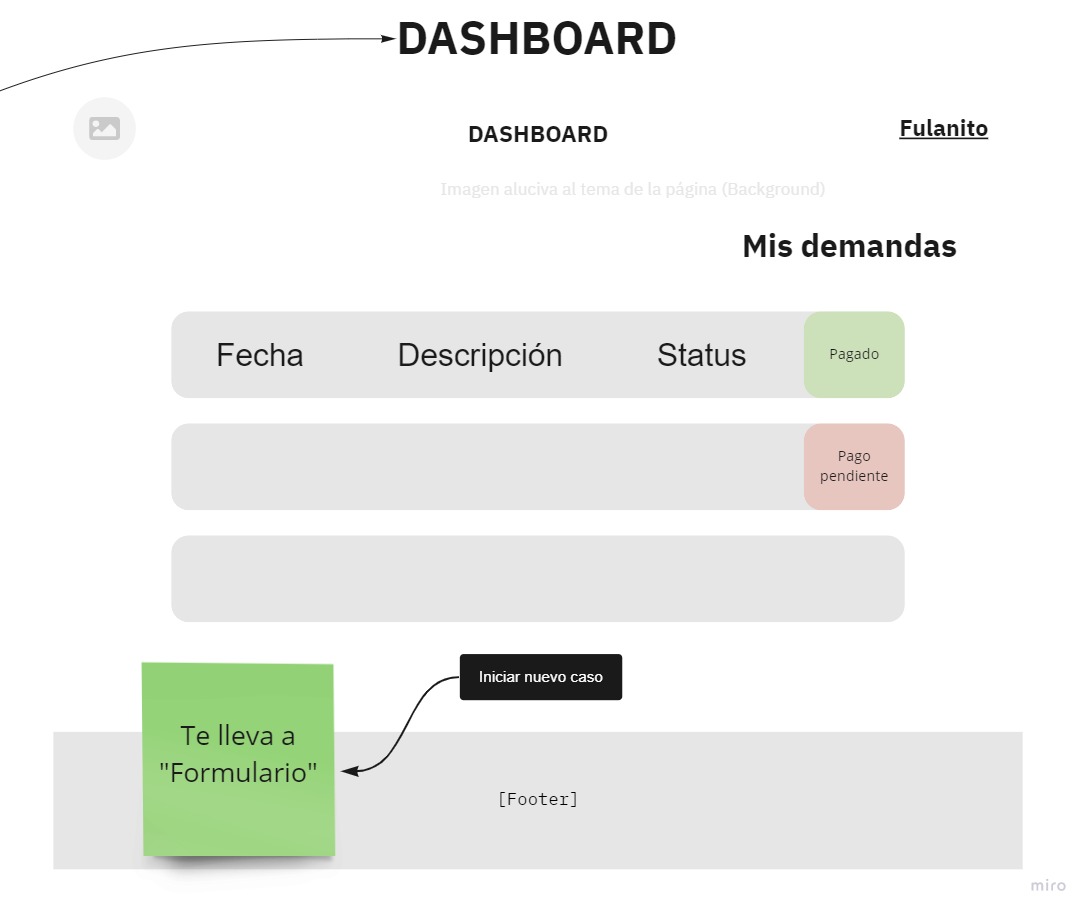 DASHBOARD
DASHBOARD
Fulanito
Imagen aluciva al tema de la página (Background)
Mis demandas
Fecha Descripción Status Pagado
Pago
pendiente
Iniciar nuevo caso
Te lleva a
"Formulario"
[Footer]
miro